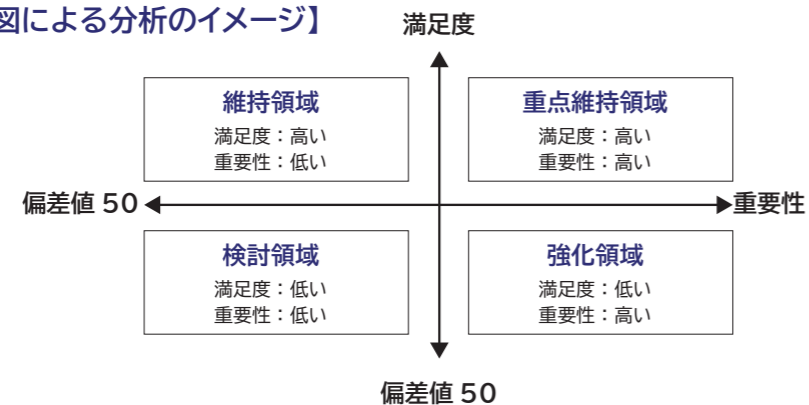 図による分析のイメージ】
満足度
維持領域
満足度：高い
重要性：低い
重点維持領域
満足度：高い
重要性：高い
偏差値 50
重要性
検討領域
満足度：低い
重要性：低い
強化領域
満足度：低い
重要性：高い
偏差値 50